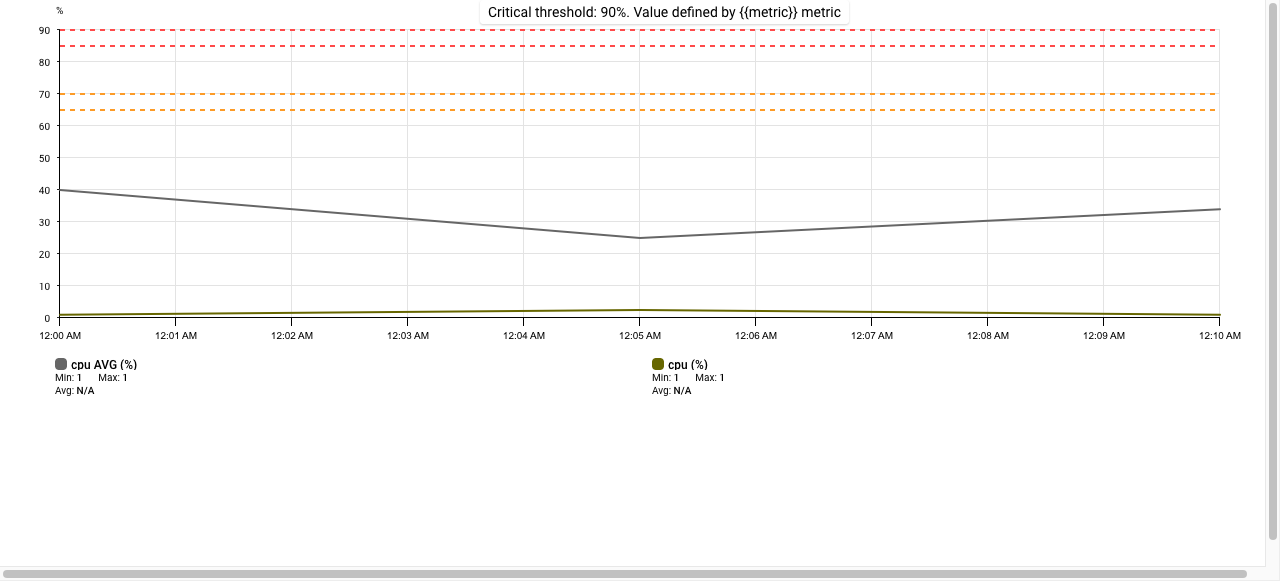 %
Critical threshold: 90%. Value defined by {{metric}} metric
90
80
70
60
50
40
30
20
10
0
12:00 AM 12:01 AM 12:02 AM 12:03 AM 12:04 AM 12:05 AM 12:06 AM 12:07 AM 12:08 AM 12:09 AM 12:10 AM
cpu AVG (%) cpu (%)
Min: 1 Max: 1 Min: 1 Max: 1
Avg: N/A Avg: N/A